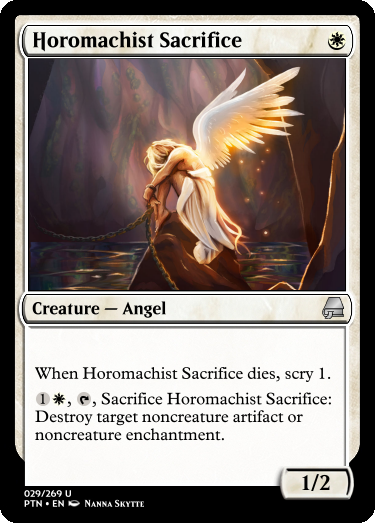 Horomachist Sacrifice
Creature — Angel
When Horomachist Sacrifice dies, scry 1.
1, , Sacrifice Horomachist Sacrifice:
Destroy target noncreature artifact or
noncreature enchantment.
1/2
029/269 U
PTN • EN Nanna Skytte